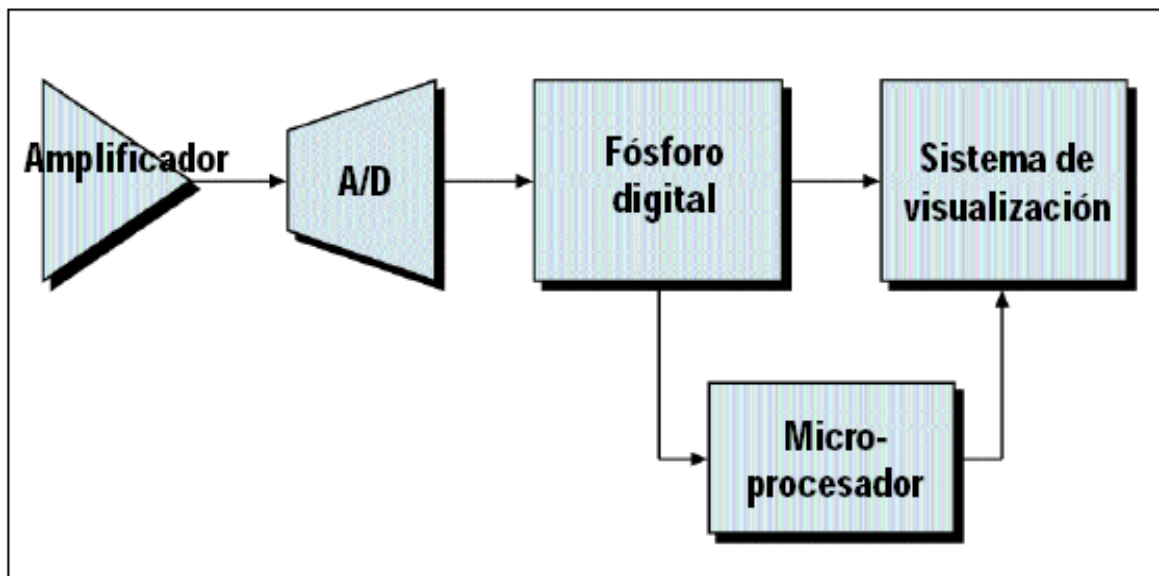 Amplificador
A/D
Fósforo
digital
Sistema de
visualización
Micro-
procesador